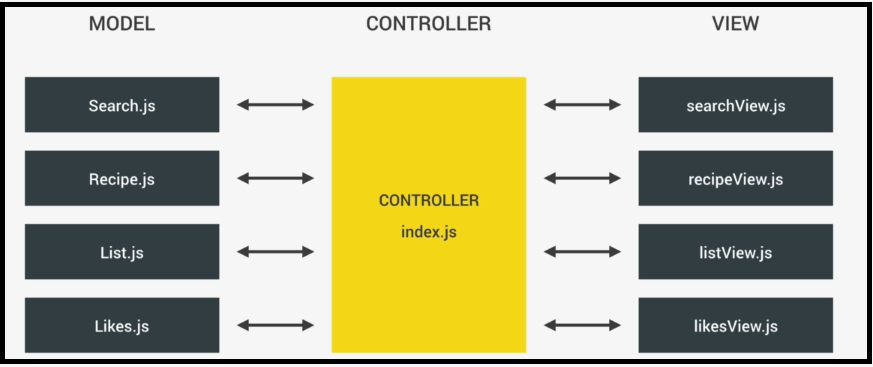 MODEL
CONTROLLER
VIEW
Search.js
searchView.js
Recipe.js
recipeView.js
CONTROLLER
index.js
List.js
listView.js
Likes.js
likesView.js